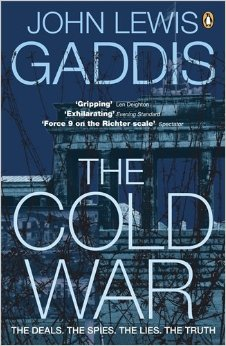 JOHN LEWIS
GADDIS
'Gripping' Len Deighton
'Exhilarating' Evening Standard
'Force 9 on the Richter scale' Spectator
THE
COLD
WAR
THE DEALS. THE SPIES. THE LIES. THE TRUTH